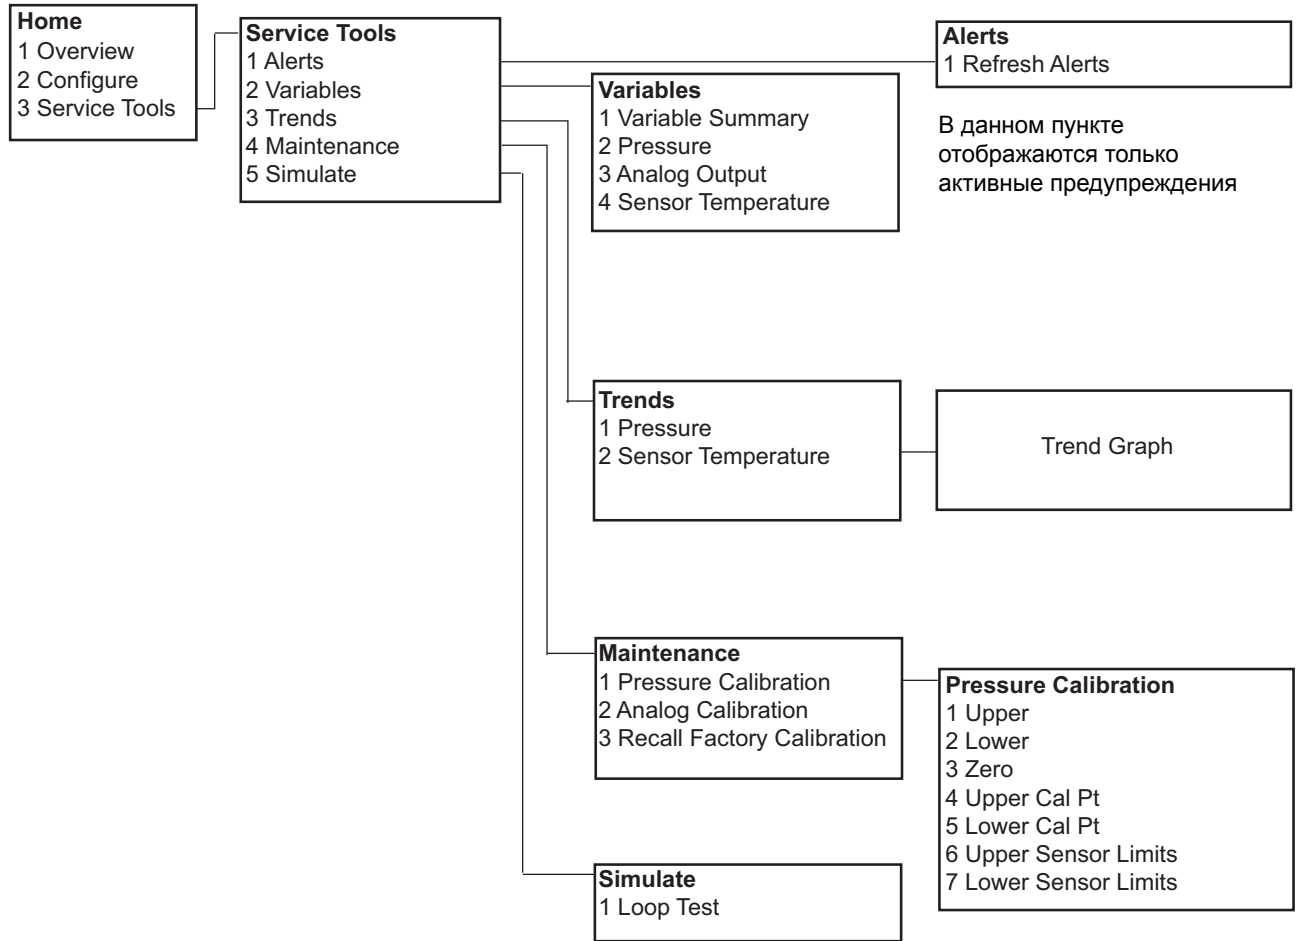 Home
1 Overview
2 Configure
3 Service Tools
Service Tools
1 Alerts
2 Variables
3 Trends
4 Maintenance
5 Simulate
Alerts
1 Refresh Alerts
В данном пункте
отображаются только
активные предупреждения
Variables
1 Variable Summary
2 Pressure
3 Analog Output
4 Sensor Temperature
Trends
1 Pressure
2 Sensor Temperature
Trend Graph
Maintenance
1 Pressure Calibration
2 Analog Calibration
3 Recall Factory Calibration
Pressure Calibration
1 Upper
2 Lower
3 Zero
4 Upper Cal Pt
5 Lower Cal Pt
6 Upper Sensor Limits
7 Lower Sensor Limits
Simulate
1 Loop Test